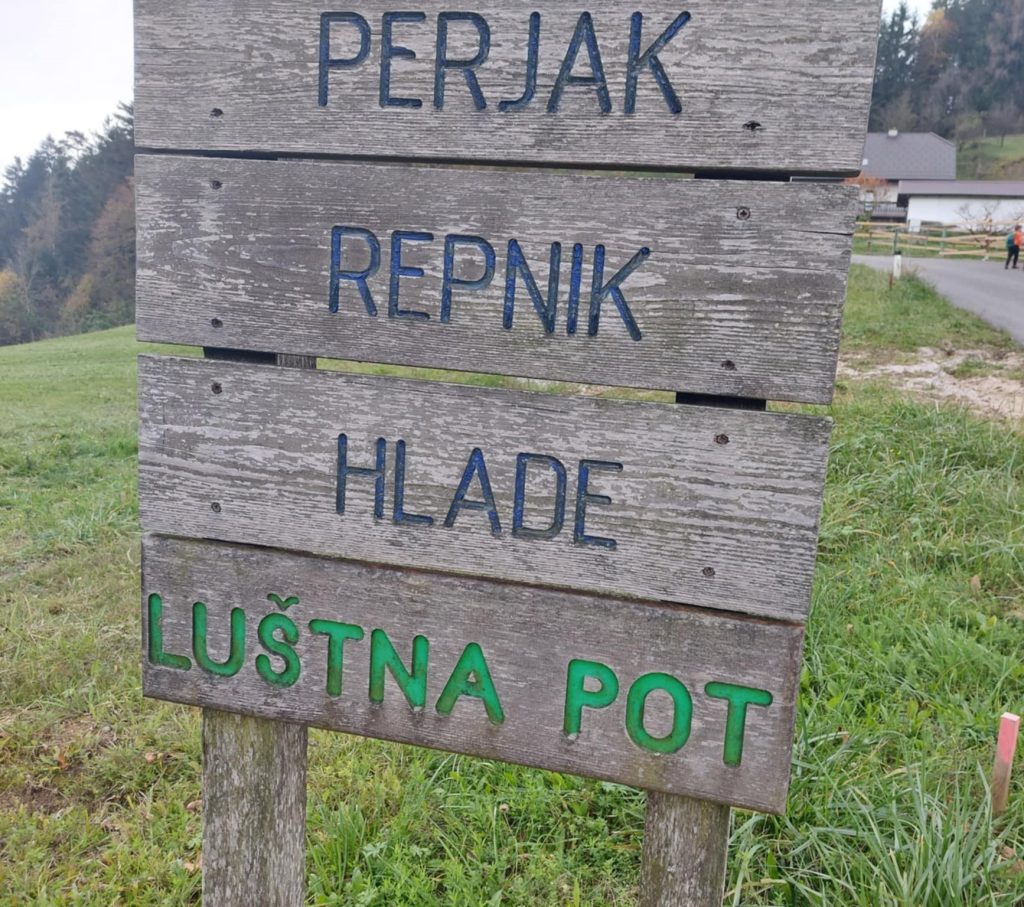 PERJAK
REPNIK
HLADE
LUŠTNA POT